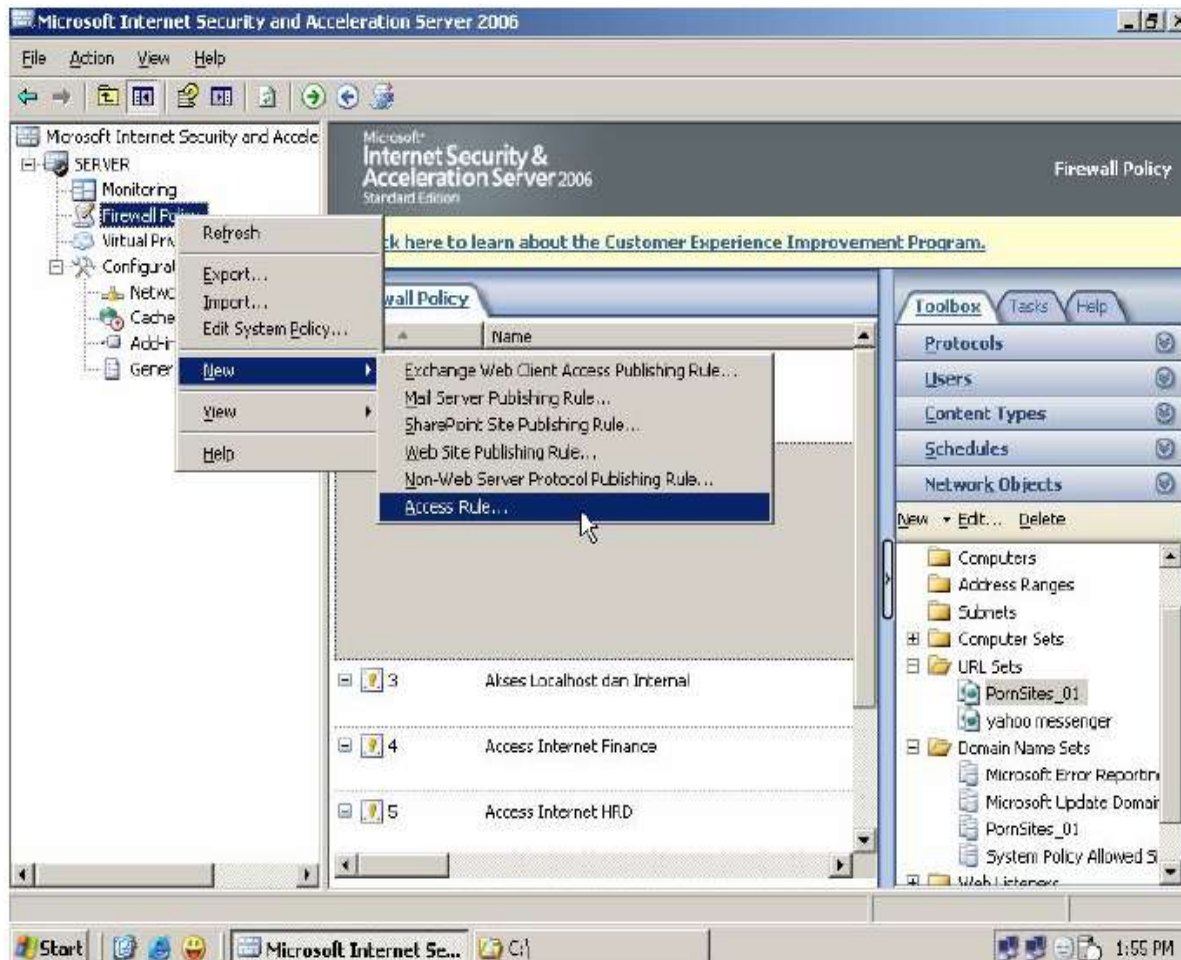 Microsoft Internet Security and Acceleration Server 2006
File Action View Help
Microsoft Internet Security and Accele
SERVER
Monitoring
Firewall
Virtual
Cache
Refresh
Export...
Import...
Edit System Policy...
New
View
Help
Exchange Web Client Access Publishing Rule...
Mail Server Publishing Rule...
SharePoint Site Publishing Rule...
Web Site Publishing Rule...
Non-Web Server Protocol Publishing Rule...
Access Rule...
Microsoft
Internet Security &
Acceleration Server 2006
Standard Edition
Firewall Policy
here to learn about the Customer Experience Improvement Program.
wall Policy
Name
3 Akses Localhost dan Internal
4 Access Internet Finance
5 Access Internet HRD
Toolbox Tasks Help
Protocols
Users
Content Types
Schedules
Network Objects
New Edit... Delete
Computers
Address Ranges
Subnets
Computer Sets
URL Sets
PornSites_01
yahoo messenger
Domain Name Sets
Microsoft Error Reportin
Microsoft Update Domai
PornSites_01
System Policy Allowed S
Web Listeners
Start
Microsoft Internet Se...
C:\
1:55 PM